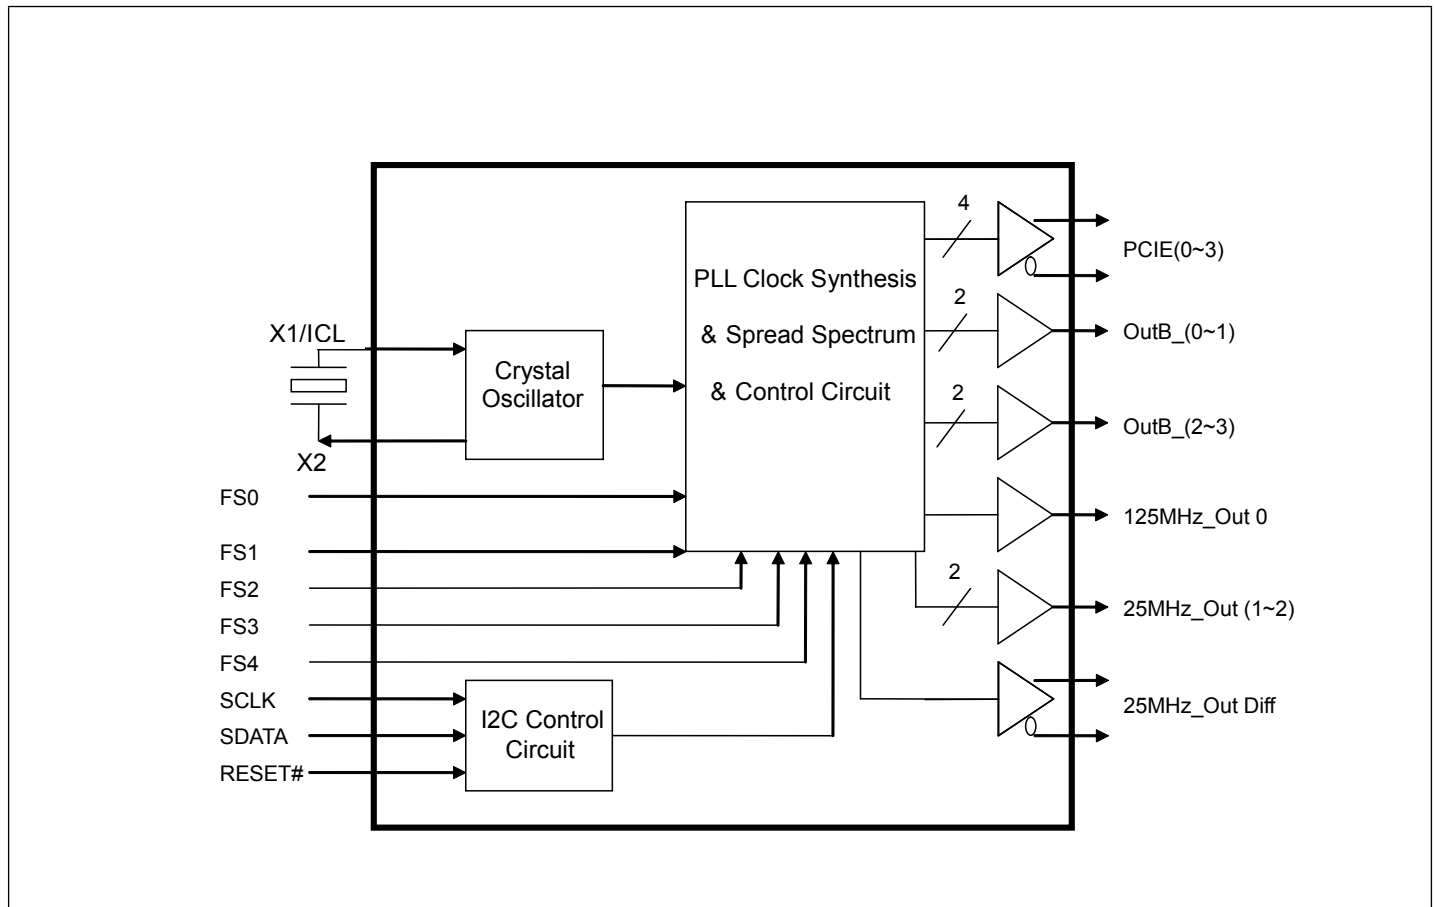 4
PCIE(0~3)
PLL Clock Synthesis
& Spread Spectrum
& Control Circuit
2
OutB_(0~1)
X1/ICL
Crystal
Oscillator
X2
2
OutB_(2~3)
FS0
125MHz_Out 0
FS1
FS2
2
25MHz_Out (1~2)
FS3
FS4
SCLK
SDATA
RESET#
I2C Control
Circuit
25MHz_Out Diff